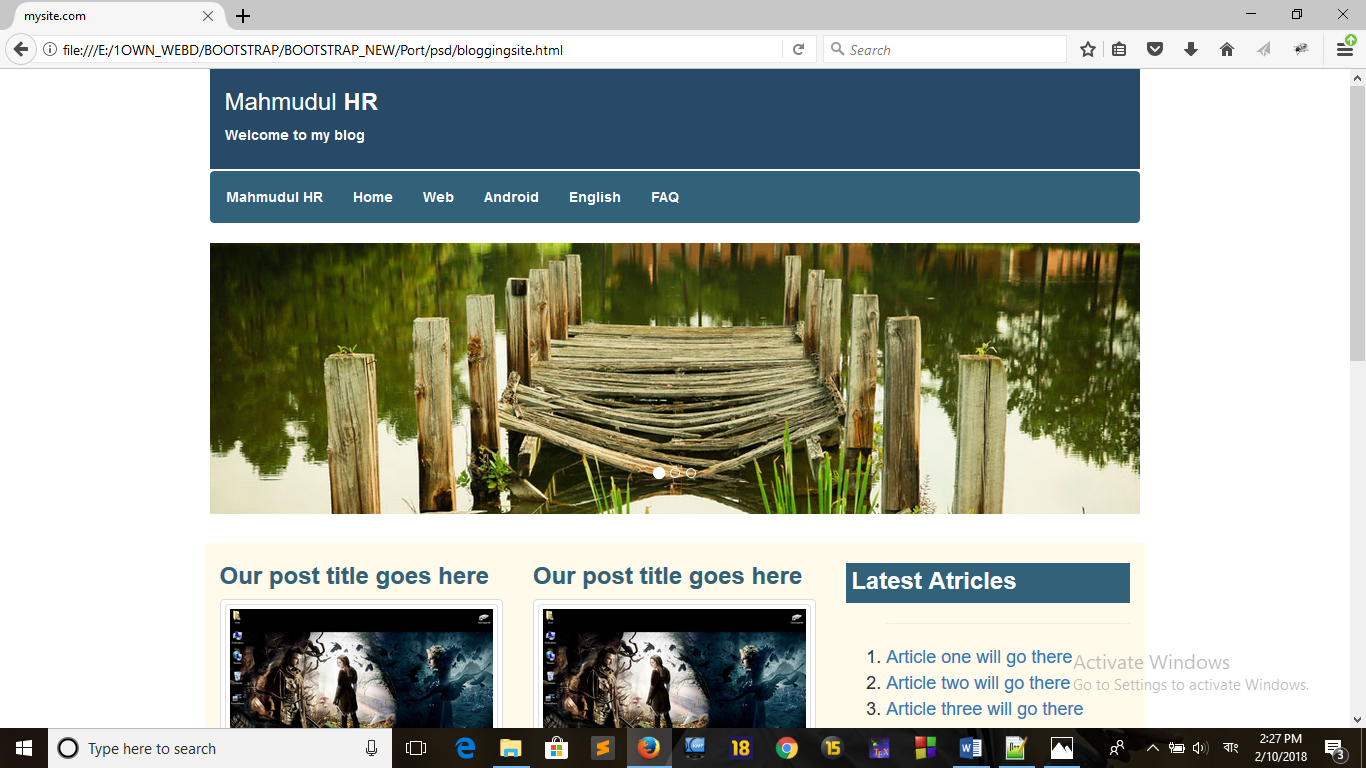 mysite.com
file:///E:/1OWN_WEBD/BOOTSTRAP/BOOTSTRAP_NEW/Port/psd/bloggingsite.html
Search
Mahmudul HR
Welcome to my blog
Mahmudul HR Home Web Android English FAQ
Our post title goes here
Our post title goes here
Latest Atricles
1. Article one will go there
2. Article two will go there
3. Article three will go there
Activate Windows
Go to Settings to activate Windows.
Type here to search
18
15
TEX
বাং
2:27 PM
2/10/2018
3